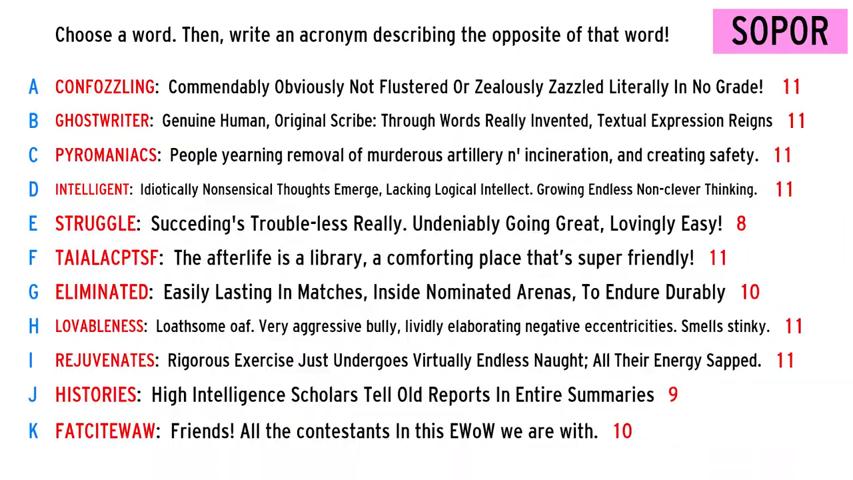 Choose a word. Then, write an acronym describing the opposite of that word!
SOPOR
A CONFOZZLING: Commendably Obviously Not Flustered Or Zealously Zazzled Literally In No Grade! 11
B GHOSTWRITER: Genuine Human, Original Scribe: Through Words Really Invented, Textual Expression Reigns 11
C PYROMANIACS: People yearning removal of murderous artillery n' incineration, and creating safety. 11
D INTELLIGENT: Idiotically Nonsensical Thoughts Emerge, Lacking Logical Intellect. Growing Endless Non-clever Thinking. 11
E STRUGGLE: Succeding's Trouble-less Really. Undeniably Going Great, Lovingly Easy! 8
F TAIALACPTSF: The afterlife is a library, a comforting place that's super friendly! 11
G ELIMINATED: Easily Lasting In Matches, Inside Nominated Arenas, To Endure Durably 10
H LOVABLENESS: Loathsome oaf. Very aggressive bully, lividly elaborating negative eccentricities. Smells stinky. 11
I REJUVENATES: Rigorous Exercise Just Undergoes Virtually Endless Naught; All Their Energy Sapped. 11
J HISTORIES: High Intelligence Scholars Tell Old Reports In Entire Summaries 9
K FATCITEWAW: Friends! All the contestants In this EWoW we are with. 10